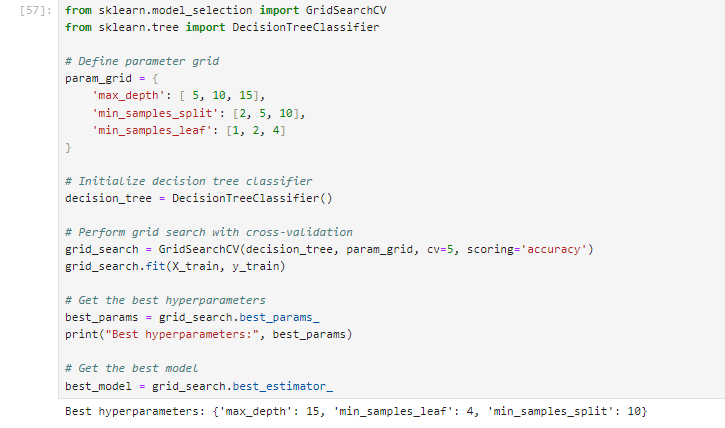 [57]: from sklearn.model_selection import GridSearchCV
from sklearn.tree import DecisionTreeClassifier
# Define parameter grid
param_grid = {
'max_depth': [ 5, 10, 15],
'min_samples_split': [2, 5, 10],
'min_samples_leaf': [1, 2, 4]
}
# Initialize decision tree classifier
decision_tree = DecisionTreeClassifier()
# Perform grid search with cross-validation
grid_search = GridSearchCV(decision_tree, param_grid, cv=5, scoring='accuracy')
grid_search.fit(X_train, y_train)
# Get the best hyperparameters
best_params = grid_search.best_params_
print("Best hyperparameters:", best_params)
# Get the best model
best_model = grid_search.best_estimator_
Best hyperparameters: {'max_depth': 15, 'min_samples_leaf': 4, 'min_samples_split': 10}